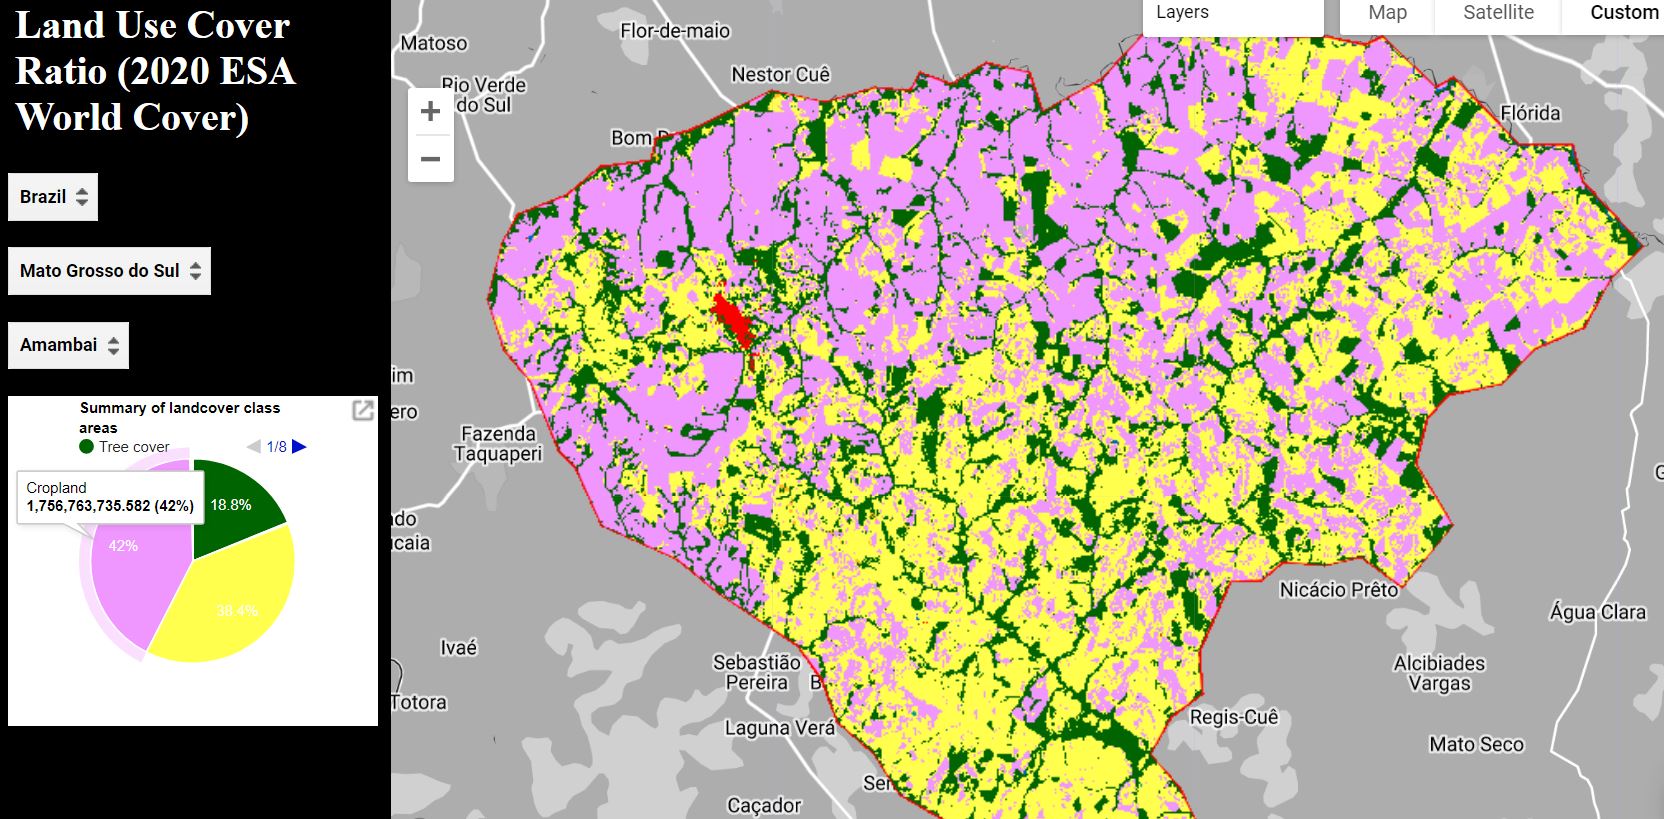 Land Use Cover
Ratio (2020 ESA
World Cover)
Brazil
Mato Grosso do Sul
Amambai
Summary of landcover class
areas
Tree cover
1/8
Cropland
1,756,763,735.582 (42%)
18.8%
42%
38.4%
Layers
Map
Satellite
Custom
+
−
Matoso
Flor-de-maio
Rio Verde
do Sul
Nestor Cuê
Bom
Flórida
im
ero
Fazenda
Taquaperi
ado
caia
G
Nicácio Prêto
Água Clara
Ivaé
Sebastião
Pereira
B
Alcibiades
Vargas
Totora
Laguna Verá
Regis-Cuê
Mato Seco
Sen
Caçador